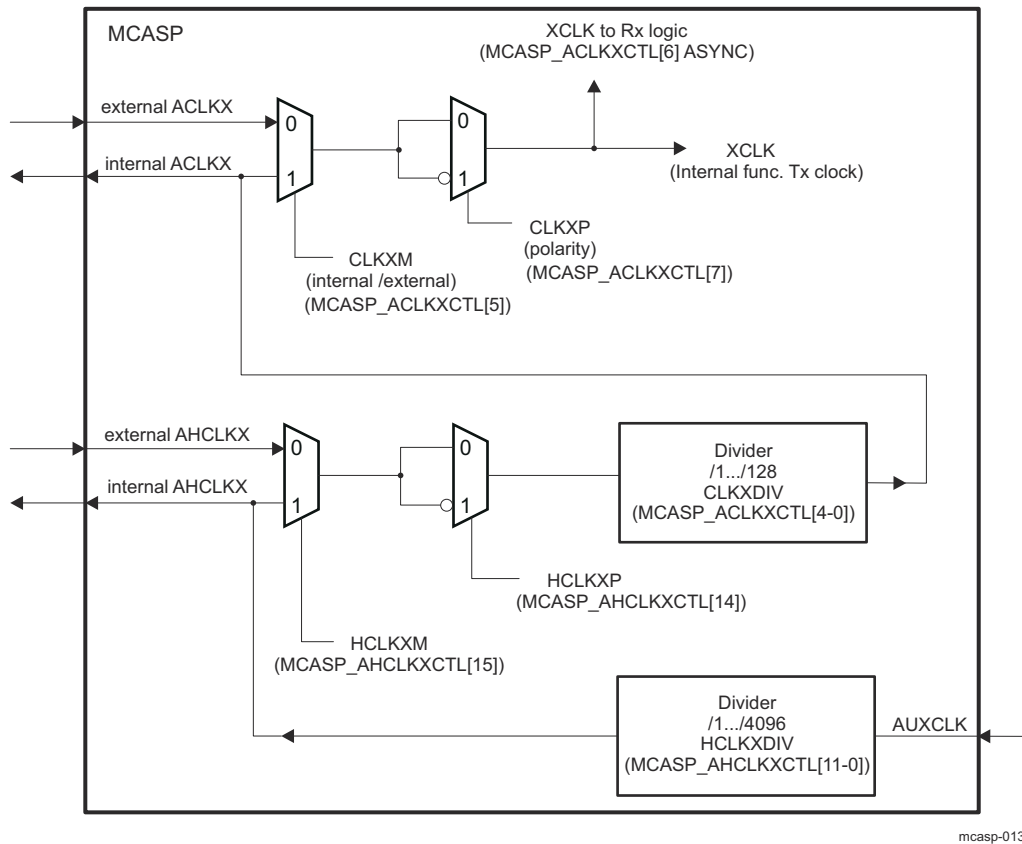 MCASP
XCLK to Rx logic
(MCASP_ACLKXCTL[6] ASYNC)
external ACLKX
0
0
internal ACLKX
1
1
XCLK
(Internal func. Tx clock)
CLKXP
(polarity)
(MCASP_ACLKXCTL[7])
CLKXM
(internal /external)
(MCASP_ACLKXCTL[5])
external AHCLKX
0
0
internal AHCLKX
1
1
Divider
/1.../128
CLKXDIV
(MCASP_ACLKXCTL[4-0])
HCLKXP
(MCASP_AHCLKXCTL[14])
HCLKXM
(MCASP_AHCLKXCTL[15])
Divider
/1.../4096
HCLKXDIV
(MCASP_AHCLKXCTL[11-0])
AUXCLK
mcasp-013